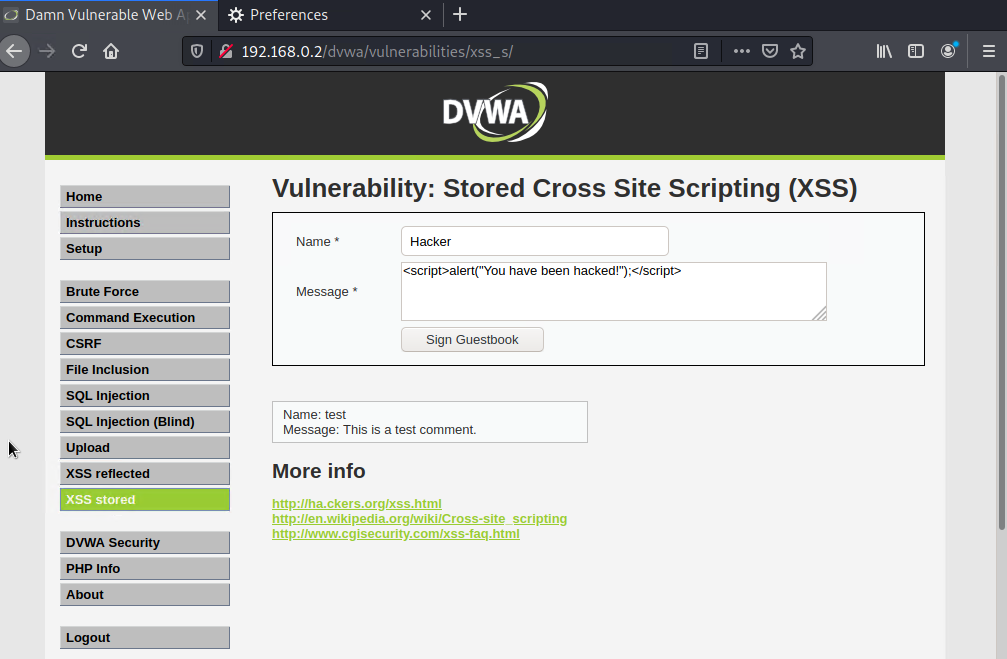 Damn Vulnerable Web Ap
Preferences
192.168.0.2/dvwa/vulnerabilities/xss_s/
DVWA
Home
Instructions
Setup
Brute Force
Command Execution
CSRF
File Inclusion
SQL Injection
SQL Injection (Blind)
Upload
XSS reflected
XSS stored
DVWA Security
PHP Info
About
Logout
Vulnerability: Stored Cross Site Scripting (XSS)
Name * Hacker
Message * <script>alert("You have been hacked!");</script>
Sign Guestbook
Name: test
Message: This is a test comment.
More info
http://ha.ckers.org/xss.html
http://en.wikipedia.org/wiki/Cross-site_scripting
http://www.cgisecurity.com/xss-faq.html